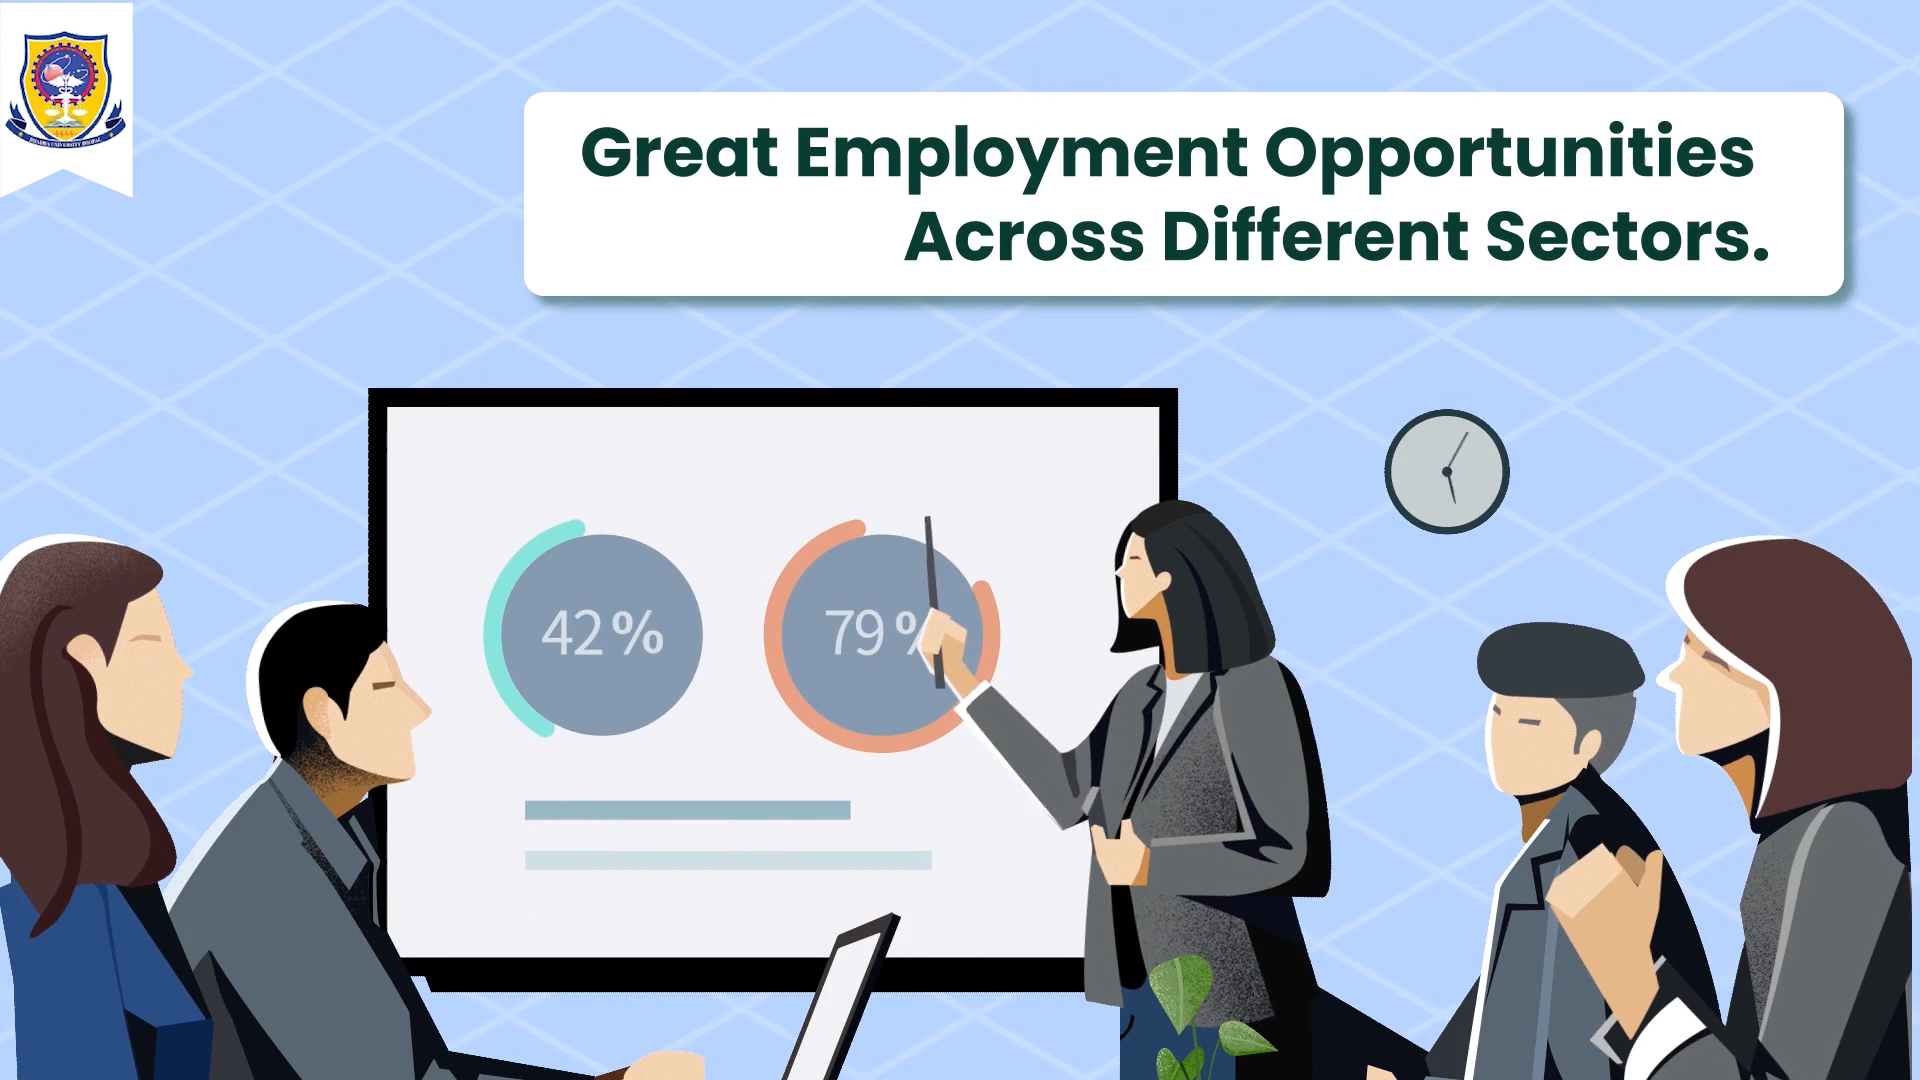 Great Employment Opportunities
Across Different Sectors.
42%
79%